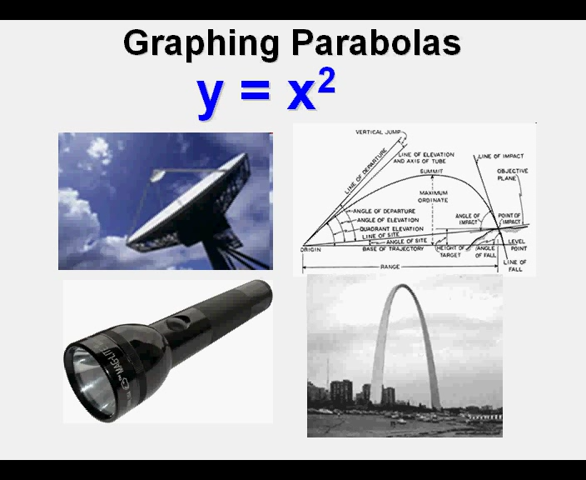 Graphing Parabolas
y = x²
VERTICAL JUMP
LINE OF DEPARTURE
LINE OF ELEVATION
AND AXIS OF TUBE
LINE OF IMPACT
SUMMIT
OBJECTIVE
PLANE
MAXIMUM
ORDINATE
ANGLE OF DEPARTURE
ANGLE OF ELEVATION
QUADRANT ELEVATION
LINE OF SITE
ANGLE OF SITE
ANGLE OF
IMPACT
POINT OF
IMPACT
ORIGIN
BASE OF TRAJECTORY
HEIGHT OF
TARGET
ANGLE
OF FALL
LEVEL
POINT
LINE OF
FALL
RANGE
MAG-LITE